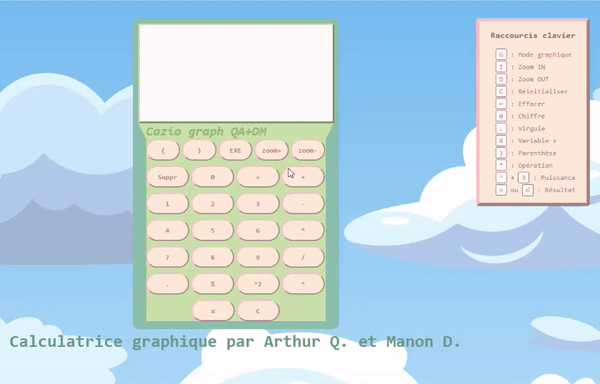 Cazio graph QA+DM
( ) EXE zoom+ zoom-
Suppr 0 = +
1 2 3 -
4 5 6 *
7 8 9 /
. % ^2 ^
x C
Raccourcis clavier
G : Mode graphique
I : Zoom IN
O : Zoom OUT
C : Réinitialiser
← : Effacer
0 : Chiffre
. : Virgule
X : Variable x
) : Parenthèse
* : Opération
^ + 3 : Puissance
= ou ⏎ : Résultat
Calculatrice graphique par Arthur Q. et Manon D.